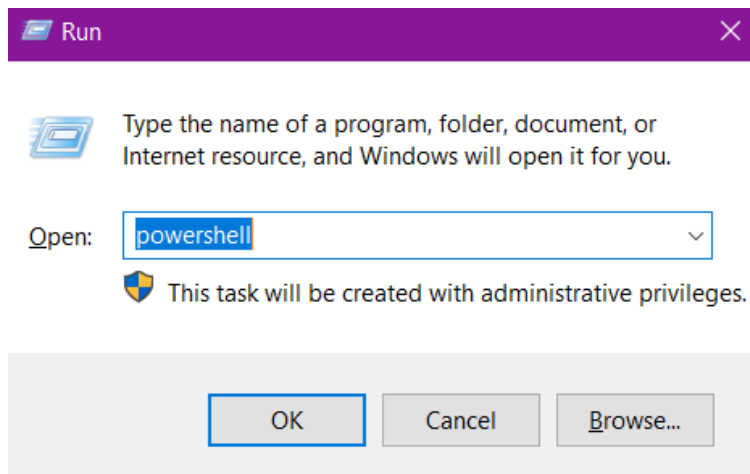 Run
Type the name of a program, folder, document, or
Internet resource, and Windows will open it for you.
Open: powershell
This task will be created with administrative privileges.
OK Cancel Browse...